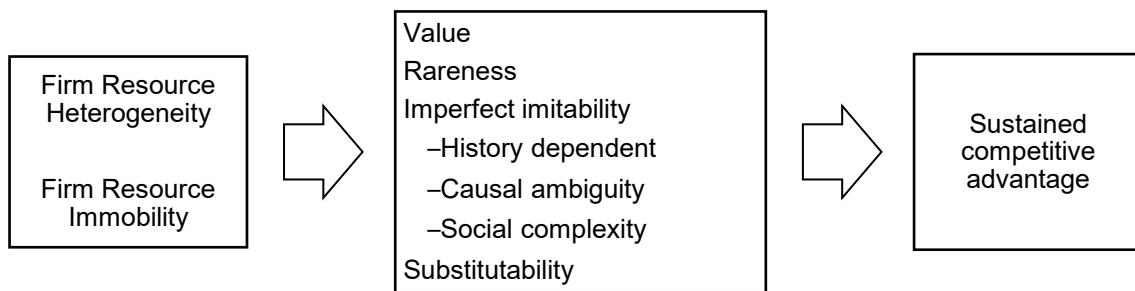 Firm Resource
Heterogeneity
Firm Resource
Immobility
Value
Rareness
Imperfect imitability
–History dependent
–Causal ambiguity
–Social complexity
Substitutability
Sustained
competitive
advantage